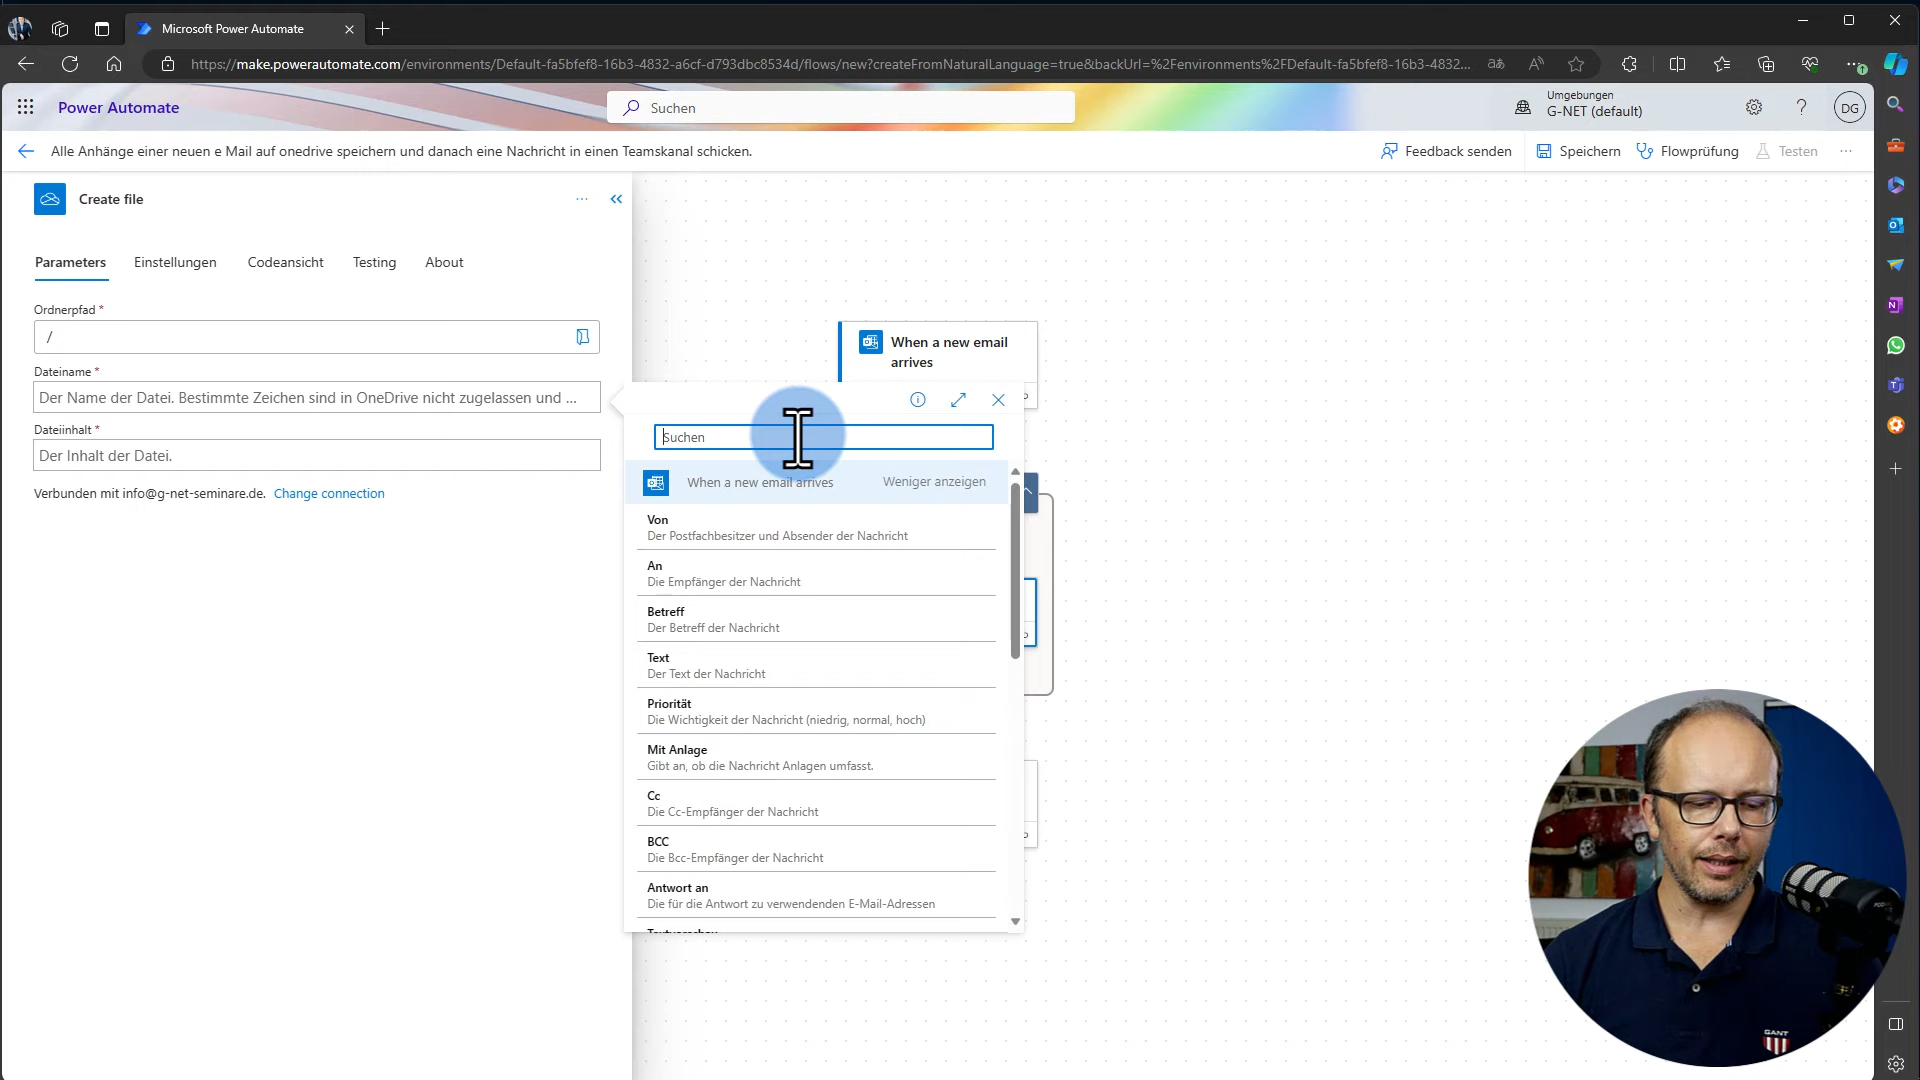 Microsoft Power Automate
https://make.powerautomate.com/environments/Default-fa5bfef8-16b3-4832-a6cf-d793dbc8534d/flows/new?createFromNaturalLanguage=true&backUrl=%2Fenvironments%2FDefault-fa5bfef8-16b3-4832...
Power Automate
Suchen
Umgebungen
G-NET (default)
DG
Alle Anhänge einer neuen e Mail auf onedrive speichern und danach eine Nachricht in einen Teamskanal schicken.
Feedback senden
Speichern
Flowprüfung
Testen
Create file
Parameters
Einstellungen
Codeansicht
Testing
About
Ordnerpfad *
/
Dateiname *
Der Name der Datei. Bestimmte Zeichen sind in OneDrive nicht zugelassen und ...
Dateiinhalt *
Der Inhalt der Datei.
Verbunden mit info@g-net-seminare.de. Change connection
When a new email
arrives
Suchen
When a new email arrives
Weniger anzeigen
Von
Der Postfachbesitzer und Absender der Nachricht
An
Die Empfänger der Nachricht
Betreff
Der Betreff der Nachricht
Text
Der Text der Nachricht
Priorität
Die Wichtigkeit der Nachricht (niedrig, normal, hoch)
Mit Anlage
Gibt an, ob die Nachricht Anlagen umfasst.
Cc
Die Cc-Empfänger der Nachricht
BCC
Die Bcc-Empfänger der Nachricht
Antwort an
Die für die Antwort zu verwendenden E-Mail-Adressen
GANT